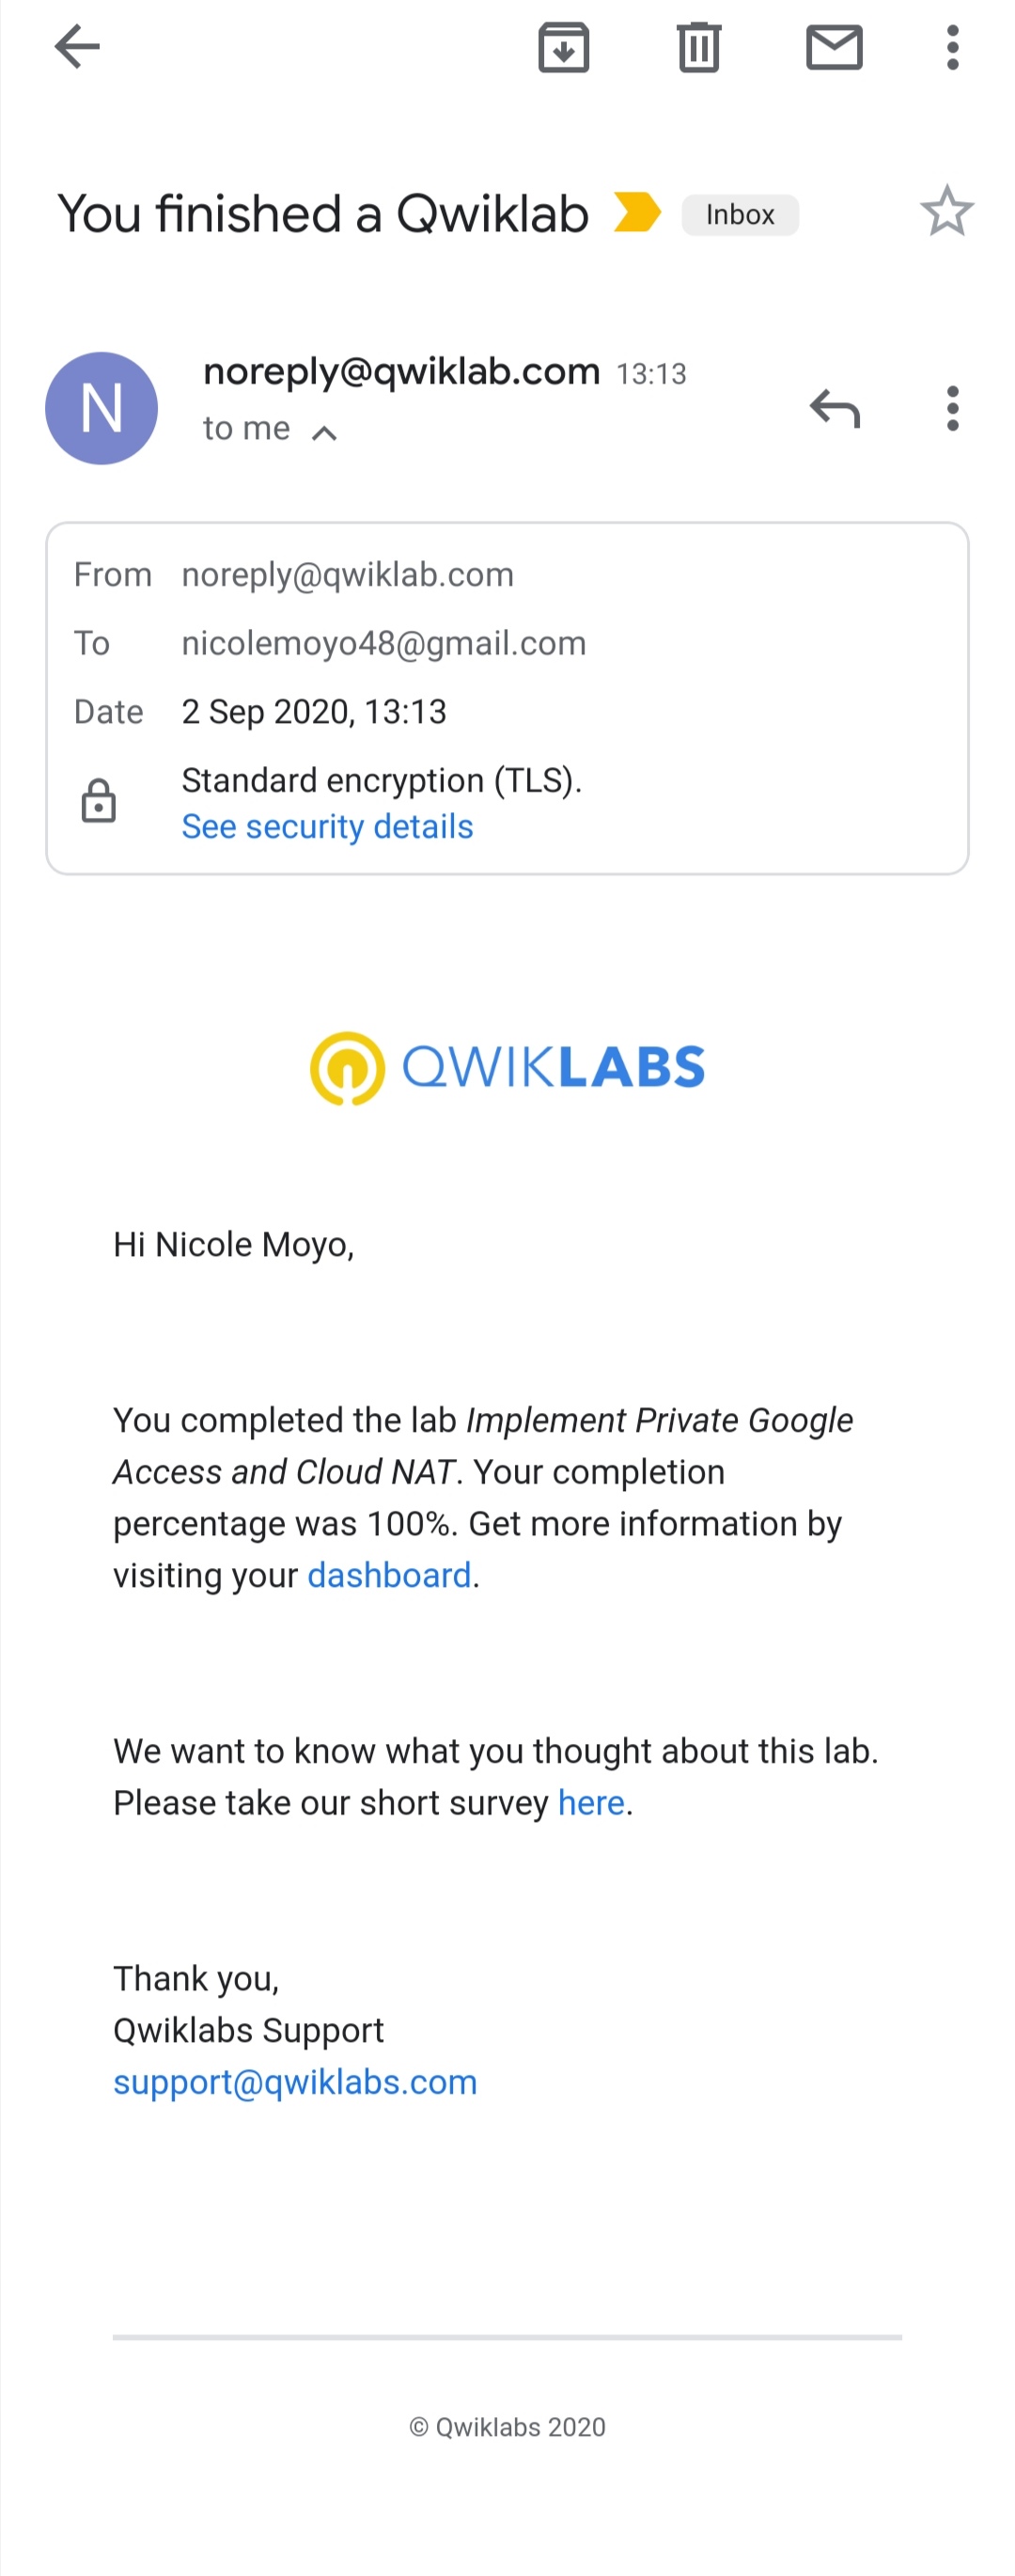 You finished a Qwiklab Inbox
N
noreply@qwiklab.com 13:13
to me
From noreply@qwiklab.com
To nicolemoyo48@gmail.com
Date 2 Sep 2020, 13:13
Standard encryption (TLS).
See security details
QWIKLABS
Hi Nicole Moyo,
You completed the lab Implement Private Google
Access and Cloud NAT. Your completion
percentage was 100%. Get more information by
visiting your dashboard.
We want to know what you thought about this lab.
Please take our short survey here.
Thank you,
Qwiklabs Support
support@qwiklabs.com
© Qwiklabs 2020